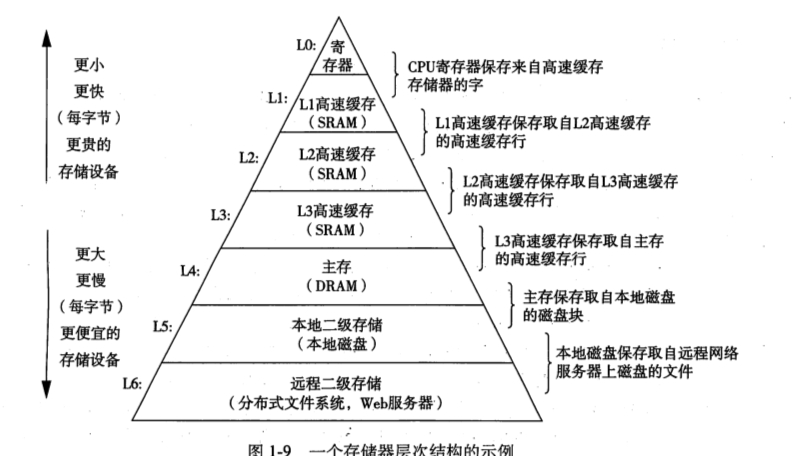 更小
更快
（每字节）
更贵的
存储设备
更大
更慢
（每字节）
更便宜的
存储设备
L0:
寄
存器
L1:
L1高速缓存
（SRAM）
L2:
L2高速缓存
（SRAM）
L3:
L3高速缓存
（SRAM）
L4:
主存
（DRAM）
L5:
本地二级存储
（本地磁盘）
L6:
远程二级存储
（分布式文件系统，Web服务器）
CPU寄存器保存来自高速缓存
存储器的字
L1高速缓存保存取自L2高速缓存
的高速缓存行
L2高速缓存保存取自L3高速缓存
的高速缓存行
L3高速缓存保存取自主存
的高速缓存行
主存保存取自本地磁盘
的磁盘块
本地磁盘保存取自远程网络
服务器上磁盘的文件
图 1-9 一个存储器层次结构的示例